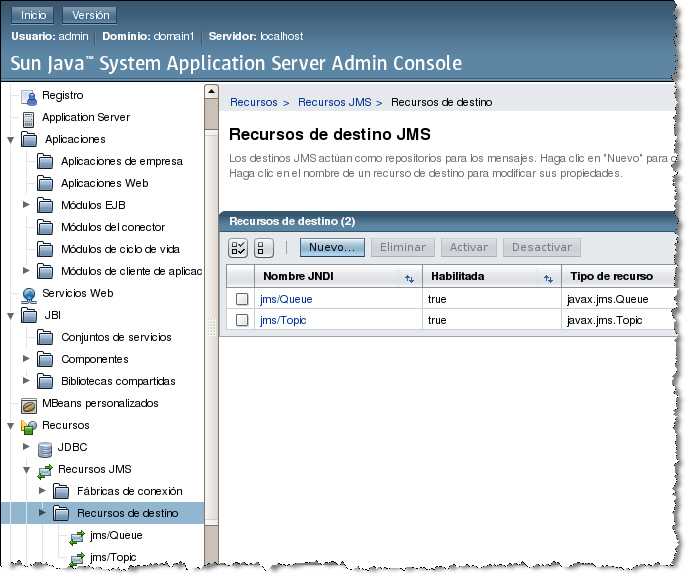 Inicio Versión
Usuario: admin Dominio: domain1 Servidor: localhost
Sun Java™ System Application Server Admin Console
Registro
Application Server
Aplicaciones
Aplicaciones de empresa
Aplicaciones Web
Módulos EJB
Módulos del conector
Módulos de ciclo de vida
Módulos de cliente de aplicac
Servicios Web
JBI
Conjuntos de servicios
Componentes
Bibliotecas compartidas
MBeans personalizados
Recursos
JDBC
Recursos JMS
Fábricas de conexión
Recursos de destino
jms/Queue
jms/Topic
Recursos > Recursos JMS > Recursos de destino
Recursos de destino JMS
Los destinos JMS actúan como repositorios para los mensajes. Haga clic en "Nuevo" para c
Haga clic en el nombre de un recurso de destino para modificar sus propiedades.
Recursos de destino (2)
Nuevo... Eliminar Activar Desactivar
Nombre JNDI Habilitada Tipo de recurso
jms/Queue true javax.jms.Queue
jms/Topic true javax.jms.Topic